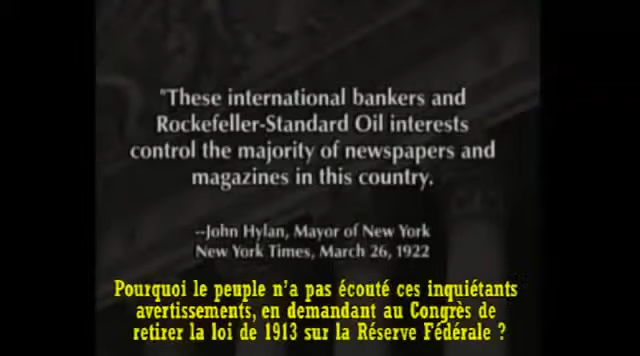 "These international bankers and
Rockefeller-Standard Oil interests
control the majority of newspapers and
magazines in this country.
--John Hylan, Mayor of New York
New York Times, March 26, 1922
Pourquoi le peuple n'a pas écouté ces inquiétants
avertissements, en demandant au Congrès de
retirer la loi de 1913 sur la Réserve Fédérale ?